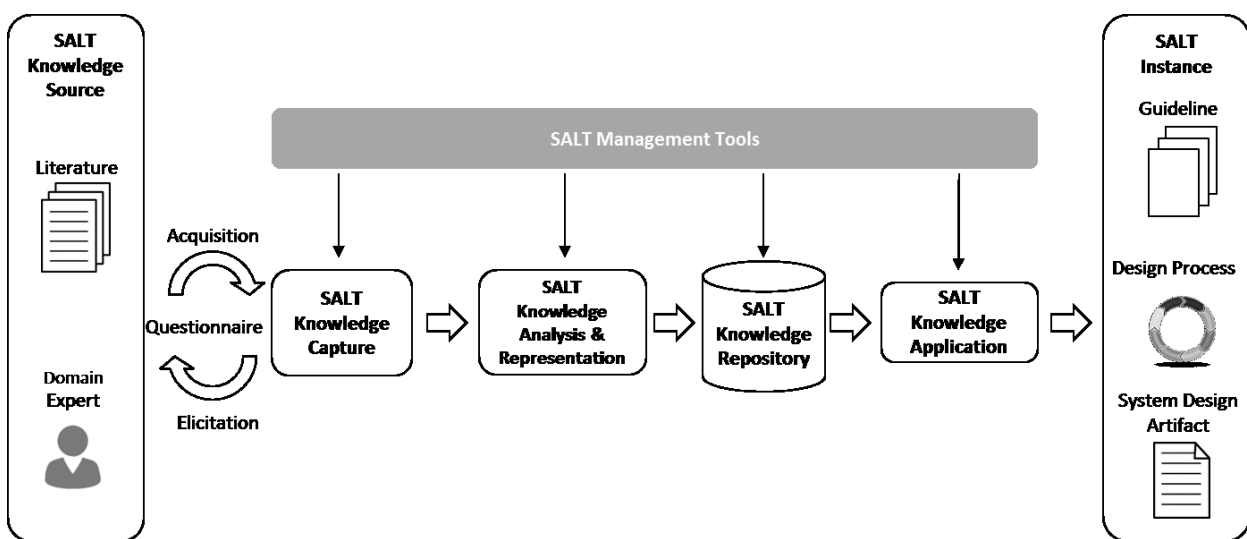 SALT
Knowledge
Source
Literature
Domain
Expert
Acquisition
Questionnaire
Elicitation
SALT Management Tools
SALT
Knowledge
Capture
SALT
Knowledge
Analysis &
Representation
SALT
Knowledge
Repository
SALT
Knowledge
Application
SALT
Instance
Guideline
Design Process
System Design
Artifact